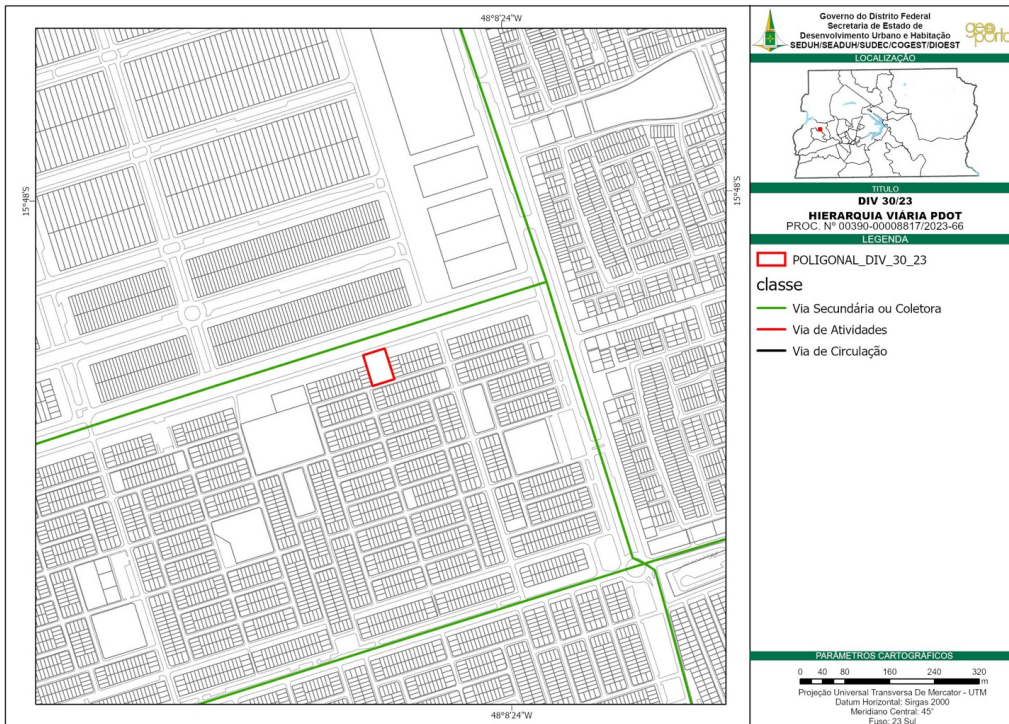 48°8'24"W
15°48'S
15°48'S
48°8'24"W
Governo do Distrito Federal
Secretaria de Estado de
Desenvolvimento Urbano e Habitação
SEDUH/SEADUH/SUDEC/COGEST/DIOEST
geo
porta
LOCALIZAÇÃO
TITULO
DIV 30/23
HIERARQUIA VIÁRIA PDOT
PROC. Nº 00390-00008817/2023-66
LEGENDA
POLIGONAL_DIV_30_23
classe
Via Secundária ou Coletora
Via de Atividades
Via de Circulação
PARÂMETROS CARTOGRÁFICOS
0 40 80 160 240 320
m
Projeção Universal Transversa De Mercator - UTM
Datum Horizontal: Sirgas 2000
Meridiano Central: 45°
Fuso: 23 Sul